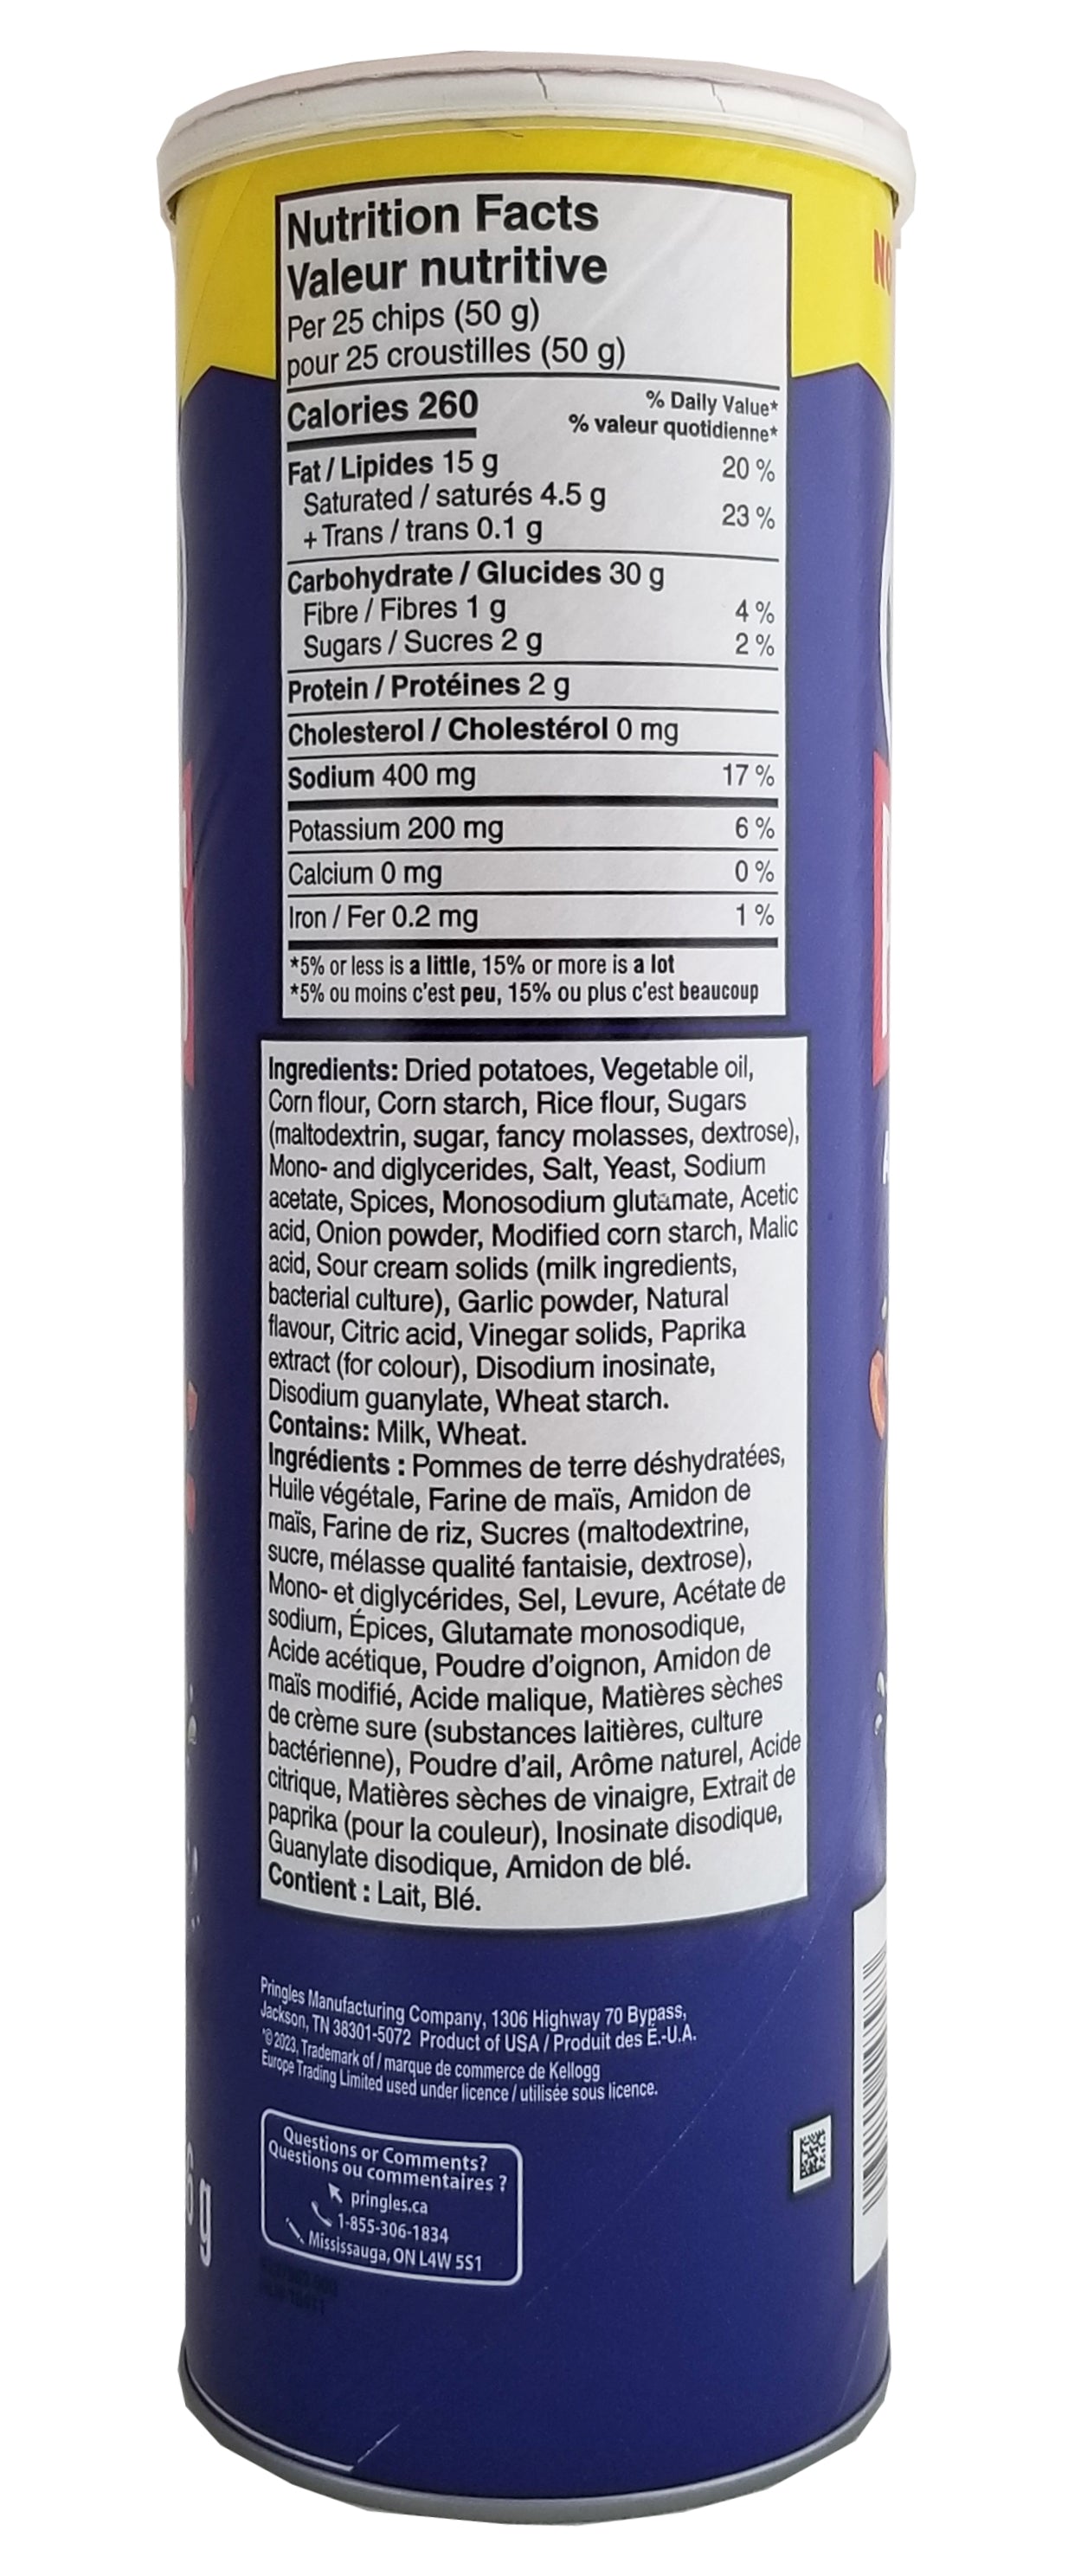 Nutrition Facts
Valeur nutritive
Per 25 chips (50 g)
pour 25 croustilles (50 g)
Calories 260
% Daily Value*
% valeur quotidienne*
Fat / Lipides 15 g 20 %
Saturated / saturés 4.5 g
+ Trans / trans 0.1 g 23 %
Carbohydrate / Glucides 30 g
Fibre / Fibres 1 g 4 %
Sugars / Sucres 2 g 2 %
Protein / Protéines 2 g
Cholesterol / Cholestérol 0 mg
Sodium 400 mg 17 %
Potassium 200 mg 6 %
Calcium 0 mg 0 %
Iron / Fer 0.2 mg 1 %
*5% or less is a little, 15% or more is a lot
*5% ou moins c'est peu, 15% ou plus c'est beaucoup
Ingredients: Dried potatoes, Vegetable oil,
Corn flour, Corn starch, Rice flour, Sugars
(maltodextrin, sugar, fancy molasses, dextrose),
Mono- and diglycerides, Salt, Yeast, Sodium
acetate, Spices, Monosodium glutamate, Acetic
acid, Onion powder, Modified corn starch, Malic
acid, Sour cream solids (milk ingredients,
bacterial culture), Garlic powder, Natural
flavour, Citric acid, Vinegar solids, Paprika
extract (for colour), Disodium inosinate,
Disodium guanylate, Wheat starch.
Contains: Milk, Wheat.
Ingrédients : Pommes de terre déshydratées,
Huile végétale, Farine de maïs, Amidon de
maïs, Farine de riz, Sucres (maltodextrine,
sucre, mélasse qualité fantaisie, dextrose),
Mono- et diglycérides, Sel, Levure, Acétate de
sodium, Épices, Glutamate monosodique,
Acide acétique, Poudre d'oignon, Amidon de
maïs modifié, Acide malique, Matières sèches
de crème sure (substances laitières, culture
bactérienne), Poudre d'ail, Arôme naturel, Acide
citrique, Matières sèches de vinaigre, Extrait de
paprika (pour la couleur), Inosinate disodique,
Guanylate disodique, Amidon de blé.
Contient : Lait, Blé.
Pringles Manufacturing Company, 1306 Highway 70 Bypass,
Jackson, TN 38301-5072 Product of USA / Produit des É.-U.A.
*© 2023, Trademark of / marque de commerce de Kellogg
Europe Trading Limited used under licence / utilisée sous licence.
Questions or Comments?
Questions ou commentaires ?
pringles.ca
1-855-306-1834
Mississauga, ON L4W 5S1